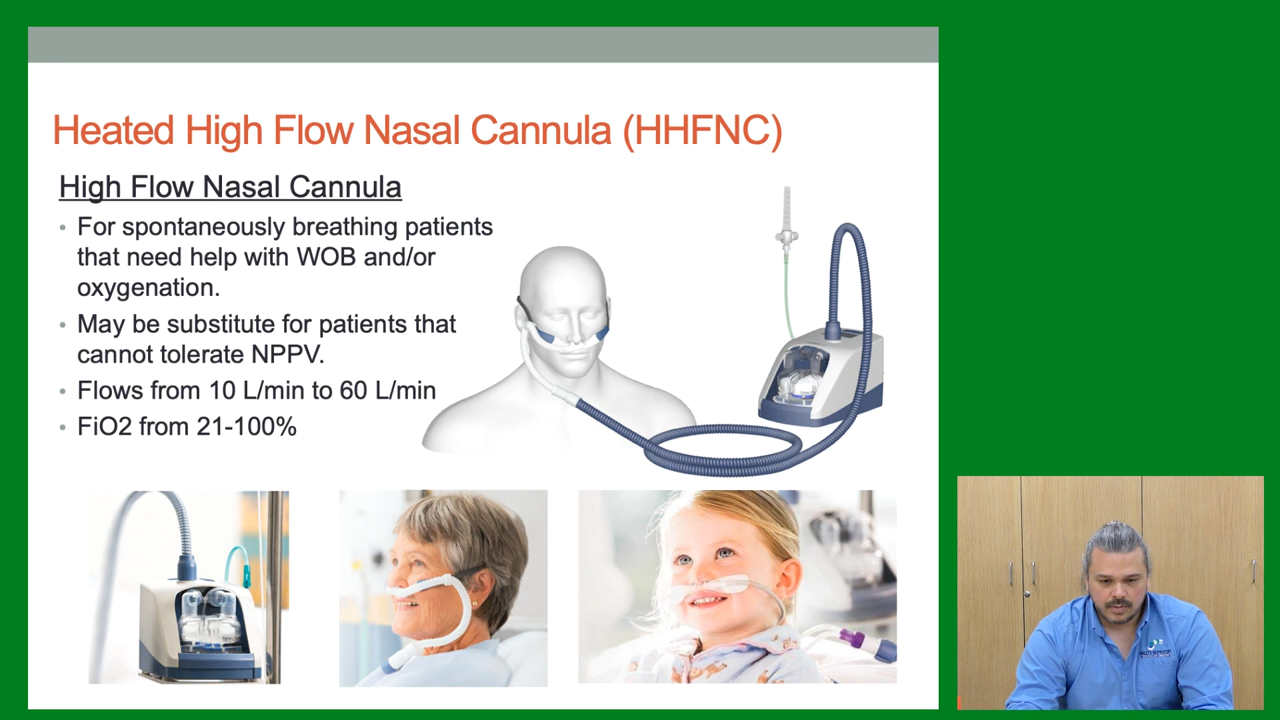 Heated High Flow Nasal Cannula (HHFNC)
High Flow Nasal Cannula
• For spontaneously breathing patients
that need help with WOB and/or
oxygenation.
• May be substitute for patients that
cannot tolerate NPPV.
• Flows from 10 L/min to 60 L/min
• FiO2 from 21-100%